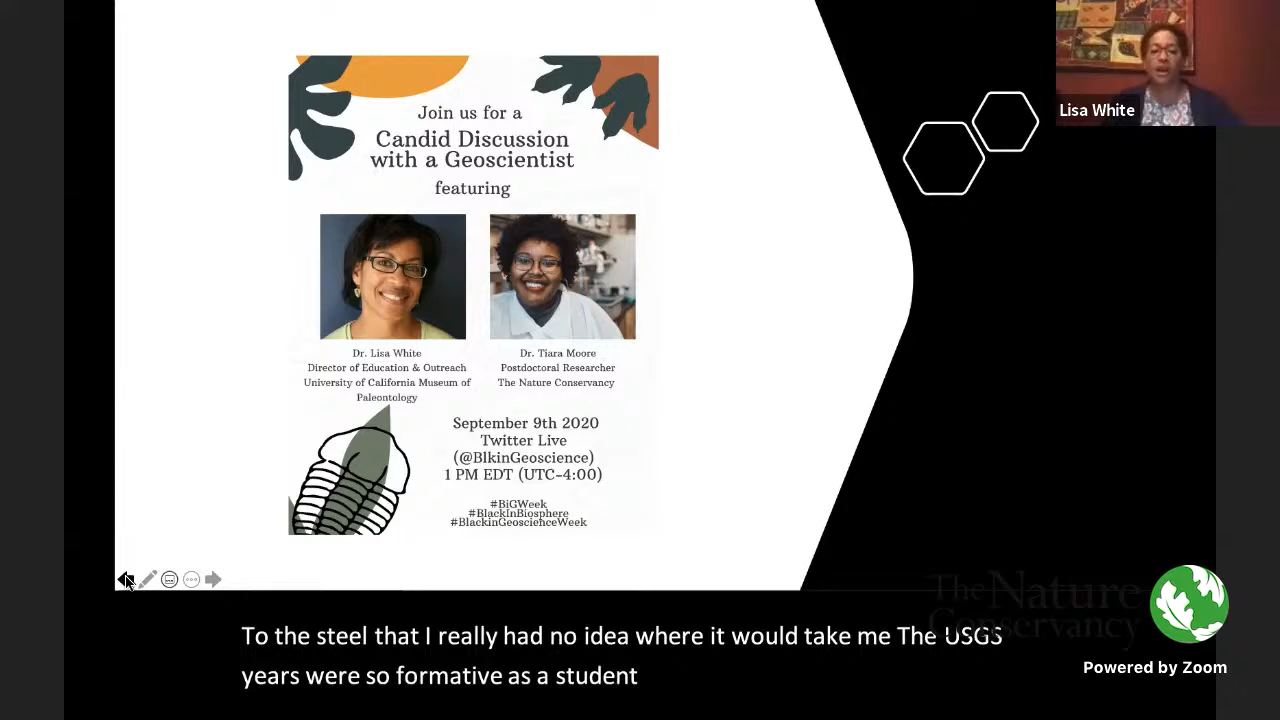 Join us for a
Candid Discussion
with a Geoscientist
featuring
Dr. Lisa White
Director of Education & Outreach
University of California Museum of
Paleontology
Dr. Tiara Moore
Postdoctoral Researcher
The Nature Conservancy
September 9th 2020
Twitter Live
(@BlkinGeoscience)
1 PM EDT (UTC-4:00)
#BiGWeek
#BlackInBiosphere
#BlackinGeoscienceWeek
Lisa White
The Nature
Conservancy
Powered by Zoom
To the steel that I really had no idea where it would take me The USGS
years were so formative as a student